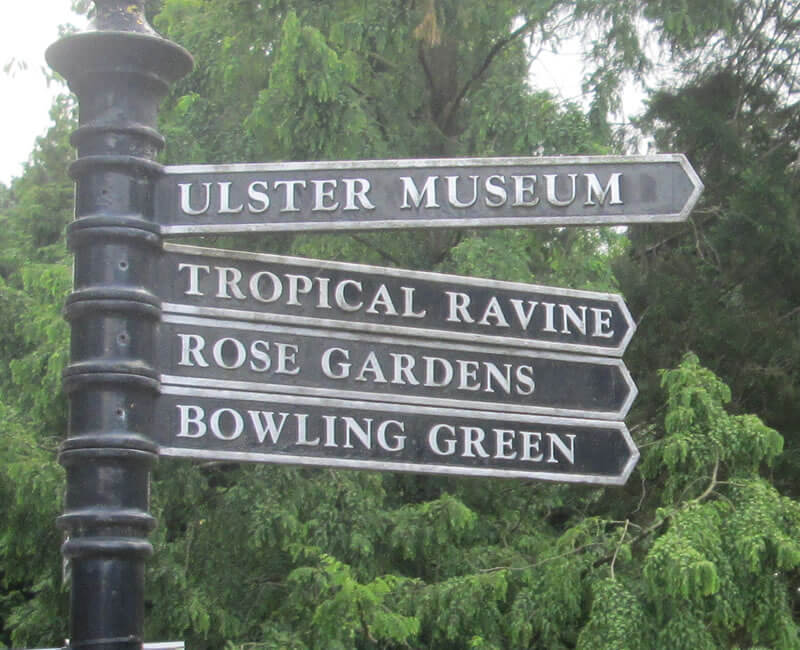 ULSTER MUSEUM
TROPICAL RAVINE
ROSE GARDENS
BOWLING GREEN